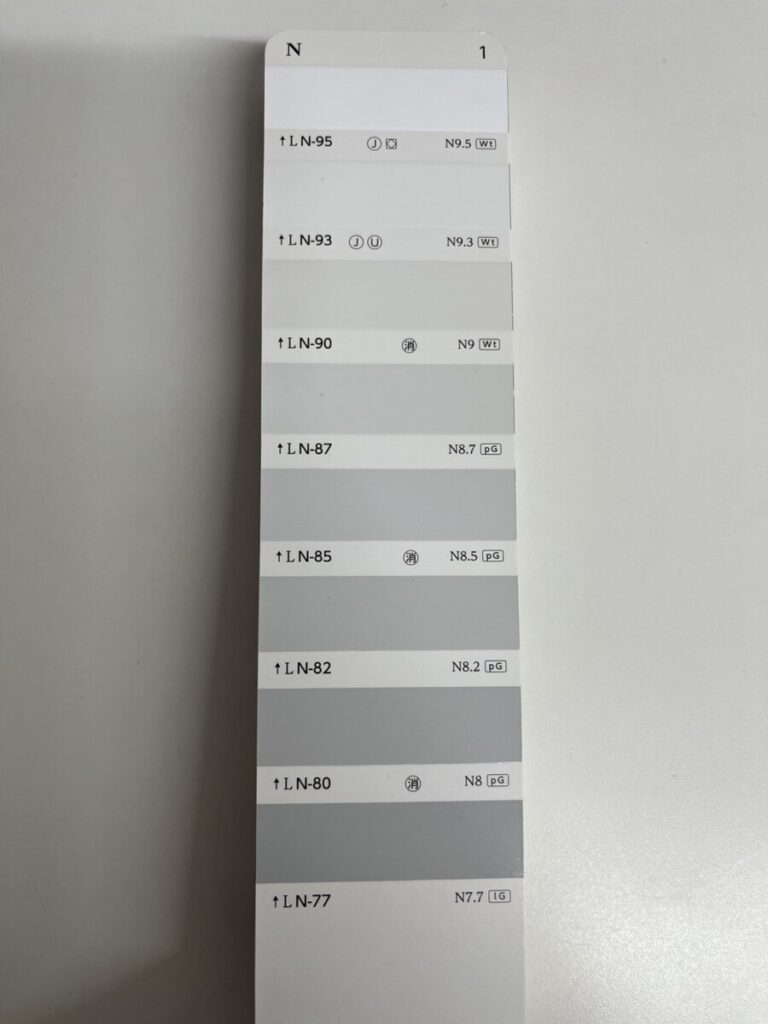 N 1
↑LN-95 Ⓙ N9.5 Wt
↑LN-93 ⒿⓊ N9.3 Wt
↑LN-90 消 N9 Wt
↑LN-87 N8.7 pG
↑LN-85 消 N8.5 pG
↑LN-82 N8.2 pG
↑LN-80 消 N8 pG
↑LN-77 N7.7 lG